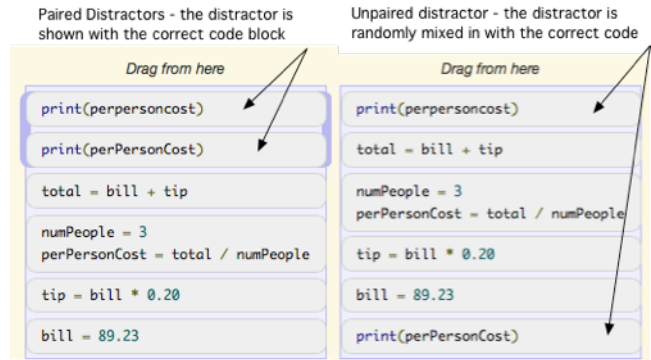 Paired Distractors - the distractor is
shown with the correct code block
Drag from here
print(perpersoncost)
print(perPersonCost)
total = bill + tip
numPeople = 3
perPersonCost = total / numPeople
tip = bill * 0.20
bill = 89.23
Unpaired distractor - the distractor is
randomly mixed in with the correct code
Drag from here
print(perpersoncost)
total = bill + tip
numPeople = 3
perPersonCost = total / numPeople
tip = bill * 0.20
bill = 89.23
print(perPersonCost)